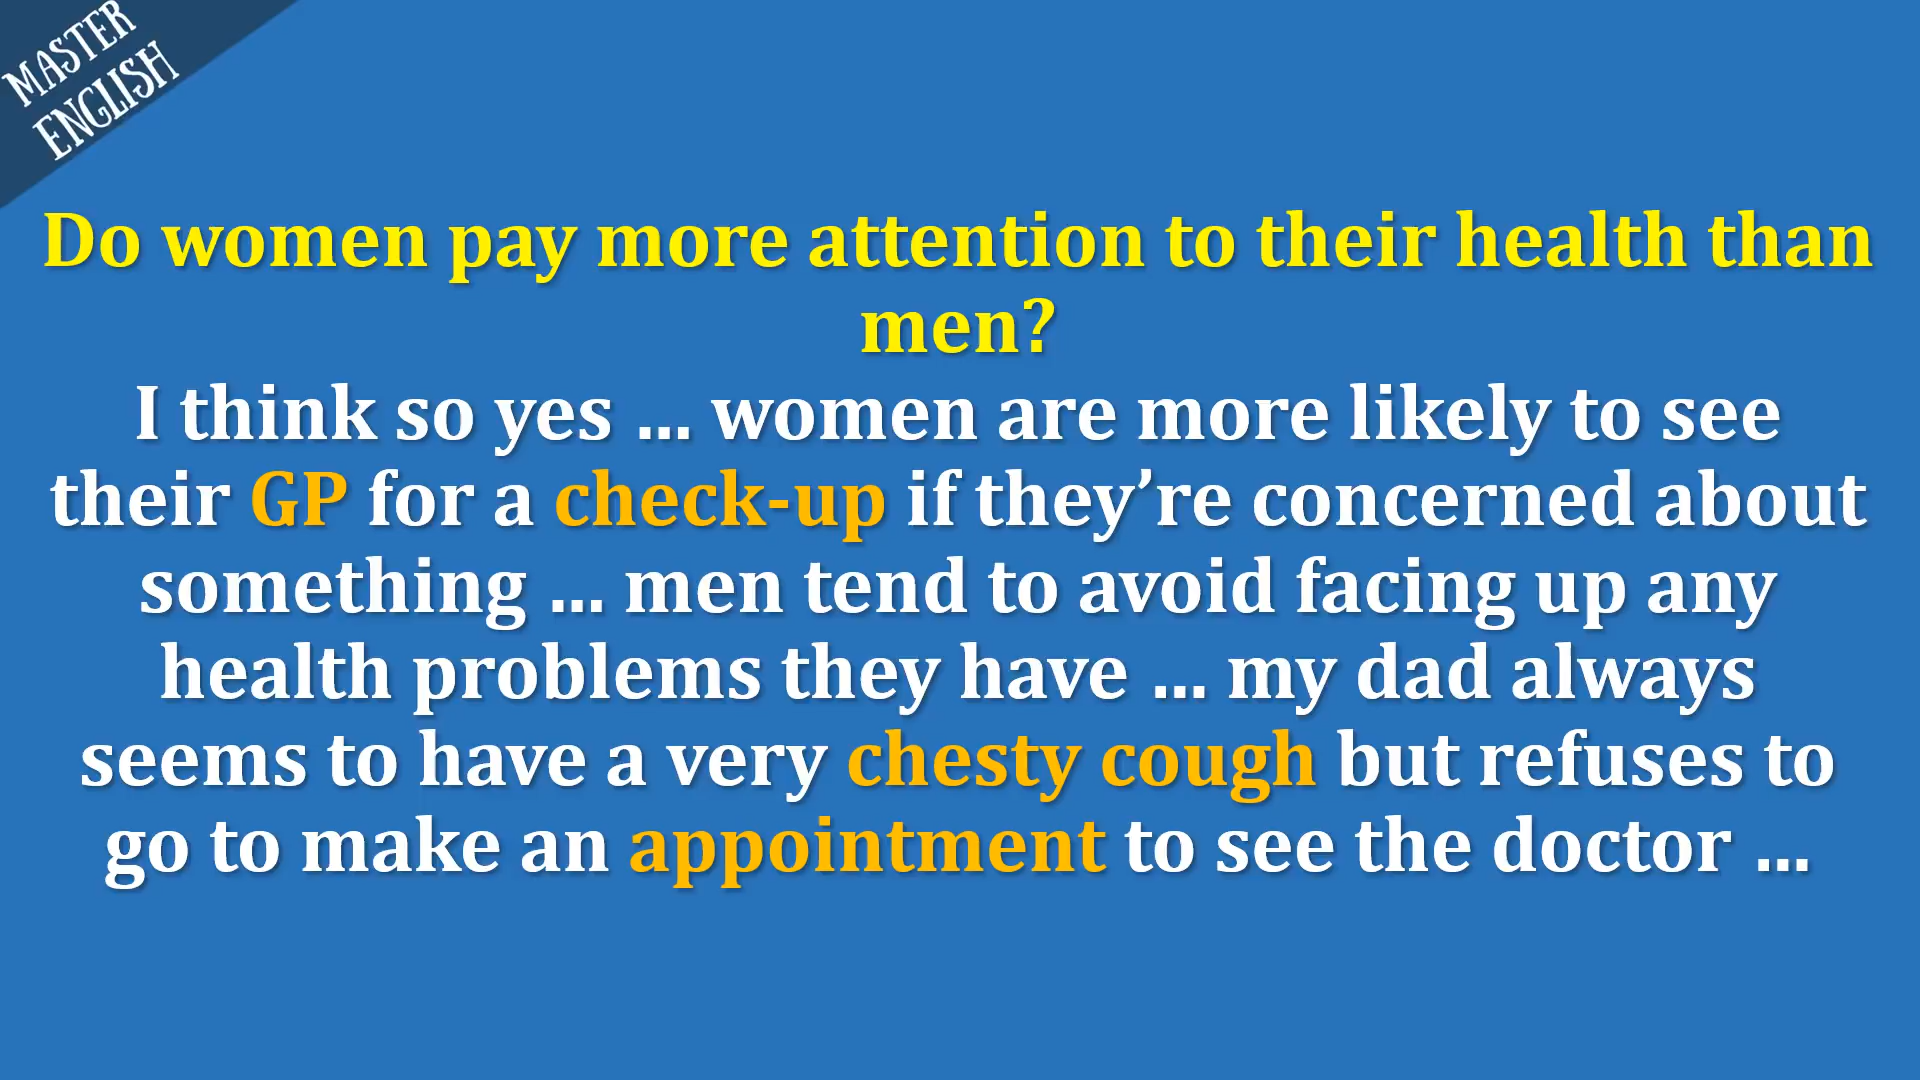 MASTER
ENGLISH
Do women pay more attention to their health than
men?
I think so yes ... women are more likely to see
their GP for a check-up if they’re concerned about
something ... men tend to avoid facing up any
health problems they have ... my dad always
seems to have a very chesty cough but refuses to
go to make an appointment to see the doctor ...